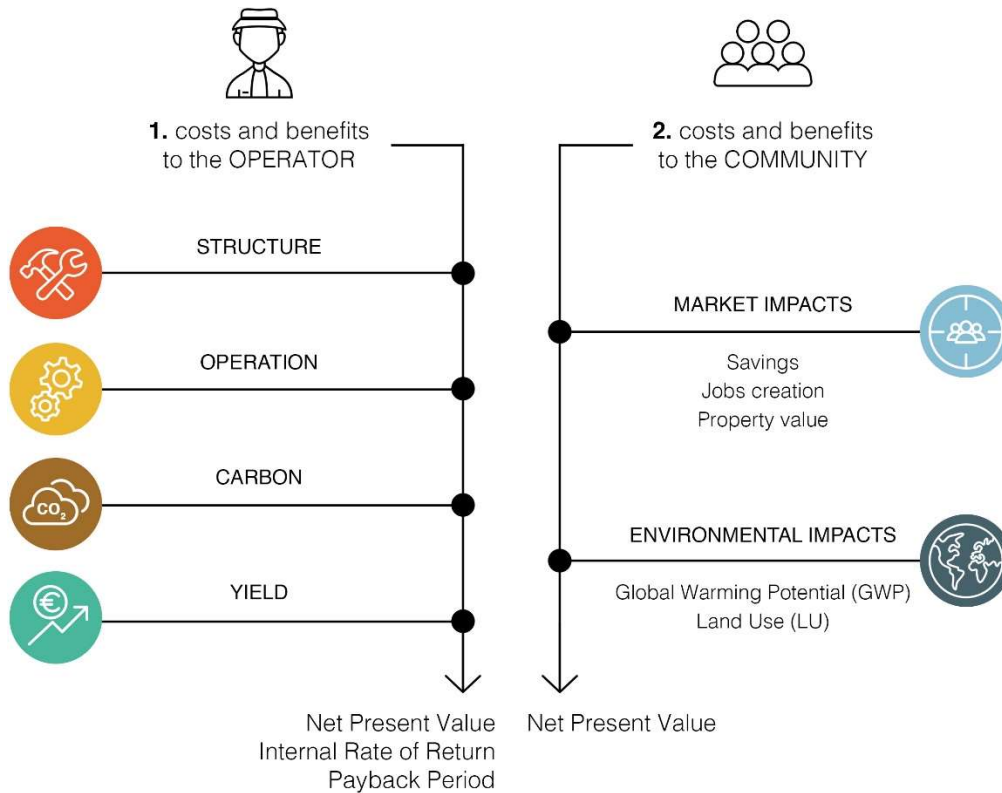 1. costs and benefits
to the OPERATOR
STRUCTURE
OPERATION
CARBON
CO₂
YIELD
€
Net Present Value
Internal Rate of Return
Payback Period
2. costs and benefits
to the COMMUNITY
MARKET IMPACTS
Savings
Jobs creation
Property value
ENVIRONMENTAL IMPACTS
Global Warming Potential (GWP)
Land Use (LU)
Net Present Value